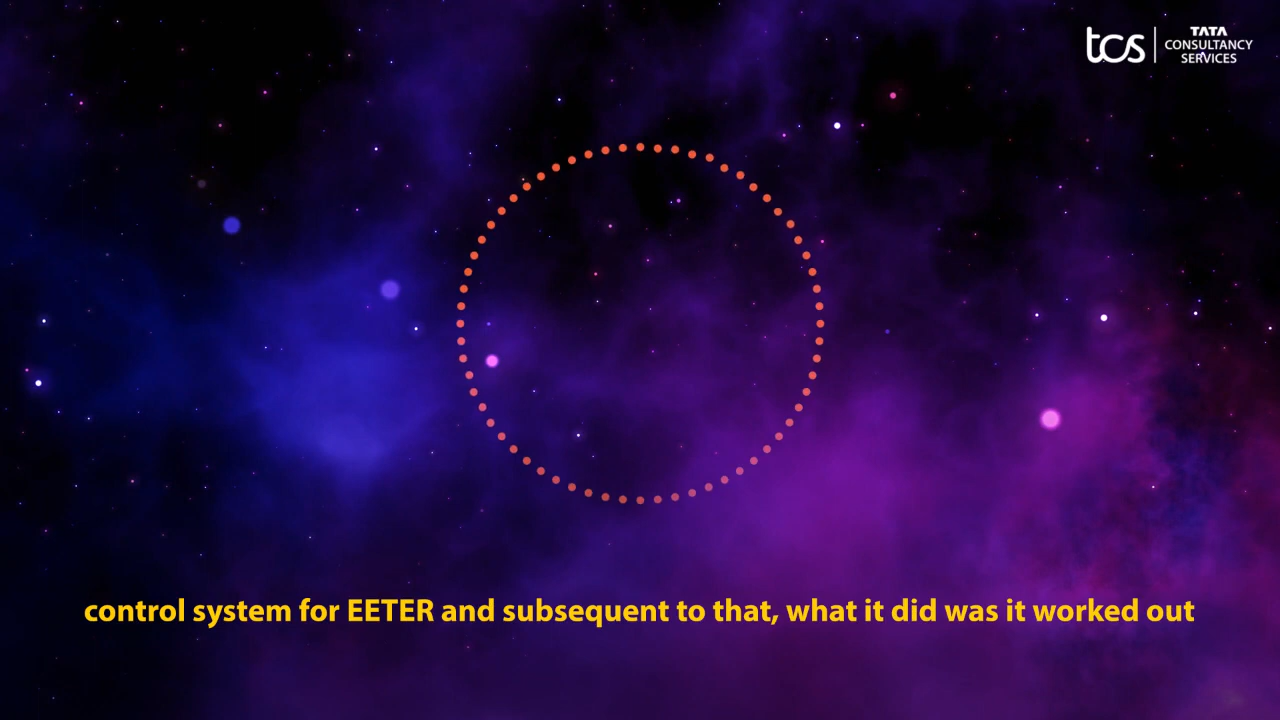 tcs
TATA
CONSULTANCY
SERVICES
control system for EETER and subsequent to that, what it did was it worked out